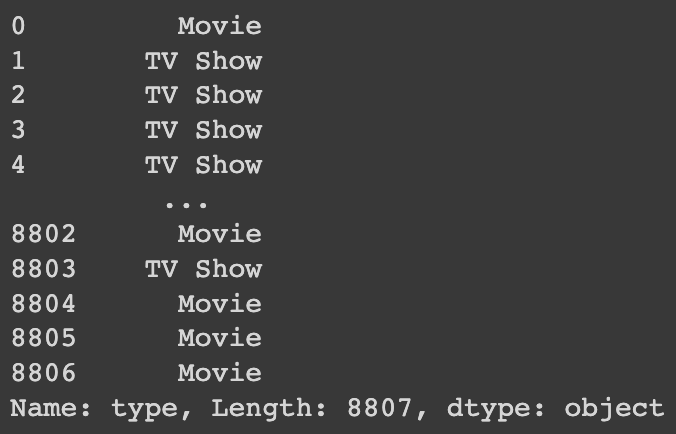 0 Movie
1 TV Show
2 TV Show
3 TV Show
4 TV Show
...
8802 Movie
8803 TV Show
8804 Movie
8805 Movie
8806 Movie
Name: type, Length: 8807, dtype: object